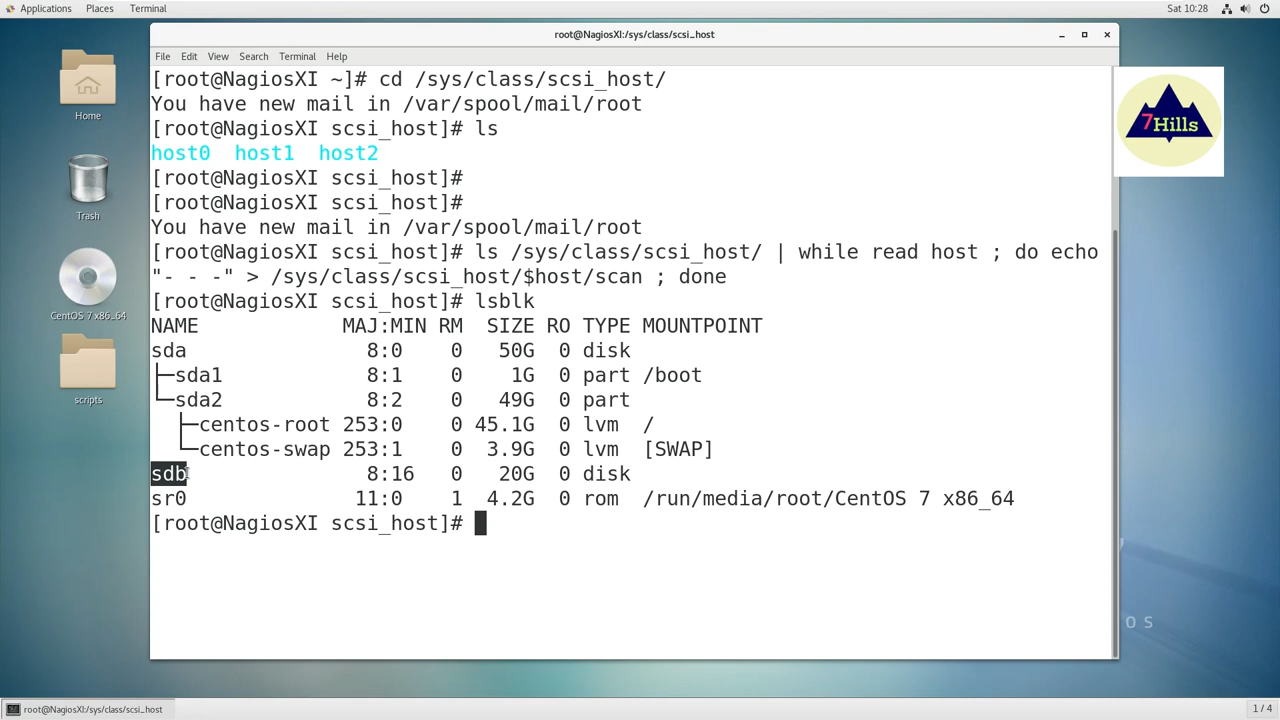 Applications Places Terminal Sat 10:28
root@NagiosXI:/sys/class/scsi_host
File Edit View Search Terminal Help
[root@NagiosXI ~]# cd /sys/class/scsi_host/
You have new mail in /var/spool/mail/root
[root@NagiosXI scsi_host]# ls
host0 host1 host2
[root@NagiosXI scsi_host]#
[root@NagiosXI scsi_host]#
You have new mail in /var/spool/mail/root
[root@NagiosXI scsi_host]# ls /sys/class/scsi_host/ | while read host ; do echo
"- - -" > /sys/class/scsi_host/$host/scan ; done
[root@NagiosXI scsi_host]# lsblk
NAME MAJ:MIN RM SIZE RO TYPE MOUNTPOINT
sda 8:0 0 50G 0 disk
├─sda1 8:1 0 1G 0 part /boot
└─sda2 8:2 0 49G 0 part
├─centos-root 253:0 0 45.1G 0 lvm /
└─centos-swap 253:1 0 3.9G 0 lvm [SWAP]
sdb 8:16 0 20G 0 disk
sr0 11:0 1 4.2G 0 rom /run/media/root/CentOS 7 x86_64
[root@NagiosXI scsi_host]#
Home
Trash
CentOS 7 x86_64
scripts
7Hills
O S
root@NagiosXI:/sys/class/scsi_host 1 / 4